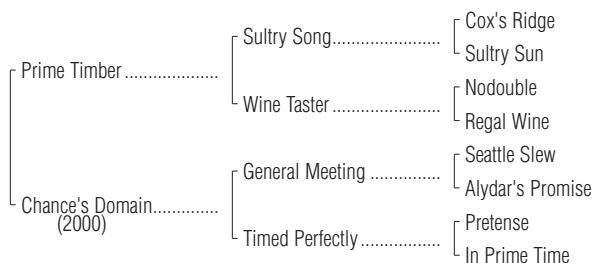 Cox's Ridge
Sultry Song........................
Sultry Sun
Prime Timber .....................
Nodouble
Wine Taster ........................
Regal Wine
Seattle Slew
General Meeting ...............
Alydar's Promise
Chance's Domain..............
(2000)
Pretense
Timed Perfectly.................
In Prime Time